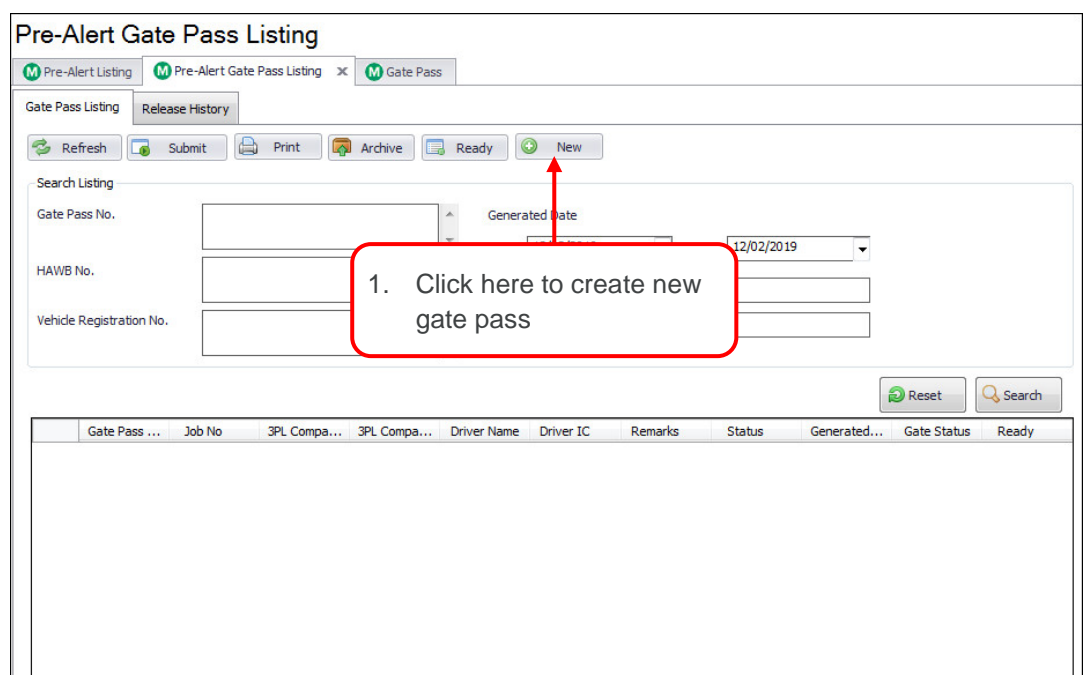 Pre-Alert Gate Pass Listing
M Pre-Alert Listing M Pre-Alert Gate Pass Listing x M Gate Pass
Gate Pass Listing Release History
Refresh Submit Print Archive Ready New
Search Listing
Gate Pass No. Generated Date
12/02/2019
HAWB No.
1. Click here to create new
gate pass
Vehicle Registration No.
Reset Search
Gate Pass ... Job No 3PL Compa... 3PL Compa... Driver Name Driver IC Remarks Status Generated... Gate Status Ready